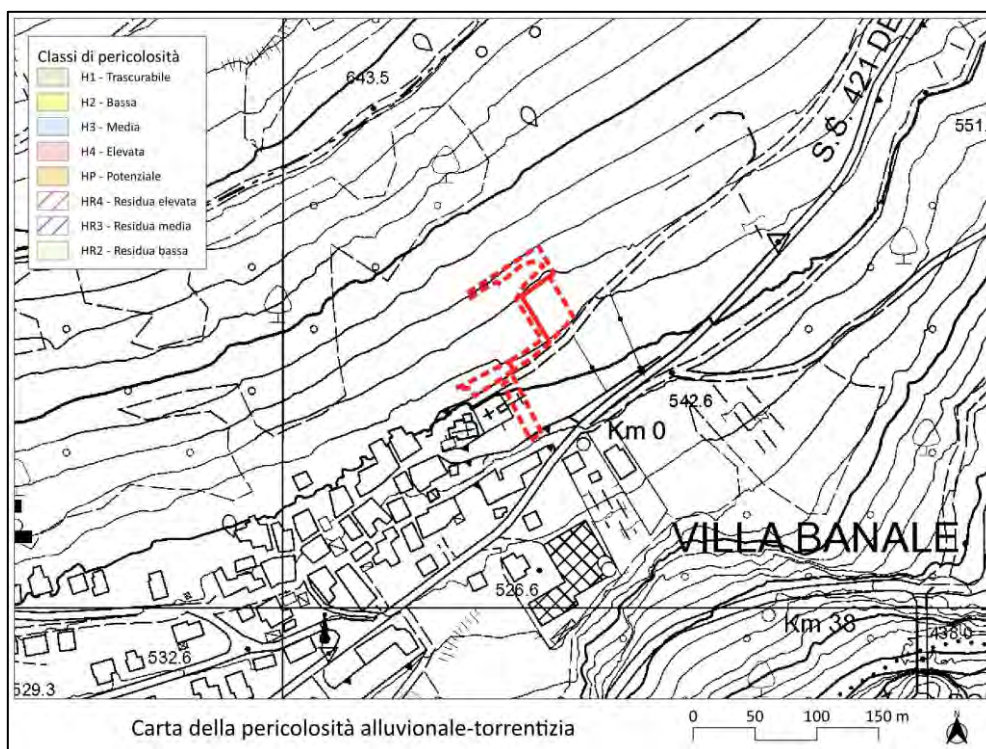 Classi di pericolosità
H1 - Trascurabile
H2 - Bassa
H3 - Media
H4 - Elevata
HP - Potenziale
HR4 - Residua elevata
HR3 - Residua media
HR2 - Residua bassa
643.5
S.S. 421 DE
551.
542.6
Km 0
VILLA BANALE
526.6
Km 38
438.0
532.6
529.3
Carta della pericolosità alluvionale-torrentizia
0 50 100 150 m
N